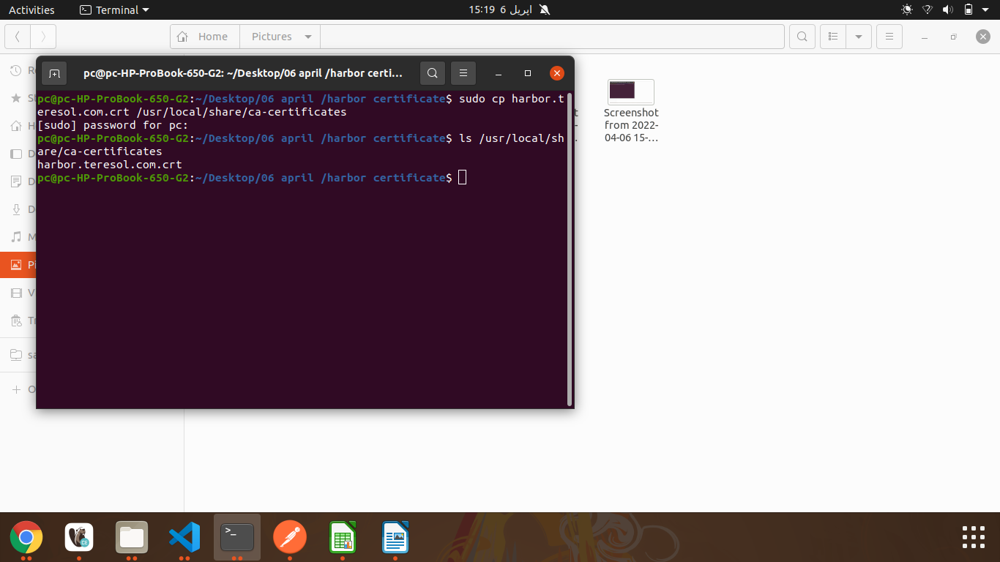 Activities
Terminal
15:19 6 اپریل
Home
Pictures
pc@pc-HP-ProBook-650-G2: ~/Desktop/06 april /harbor certi...
pc@pc-HP-ProBook-650-G2:~/Desktop/06 april /harbor certificate$ sudo cp harbor.t
eresol.com.crt /usr/local/share/ca-certificates
[sudo] password for pc:
pc@pc-HP-ProBook-650-G2:~/Desktop/06 april /harbor certificate$ ls /usr/local/sh
are/ca-certificates
harbor.teresol.com.crt
pc@pc-HP-ProBook-650-G2:~/Desktop/06 april /harbor certificate$
Screenshot
from 2022-
04-06 15-...